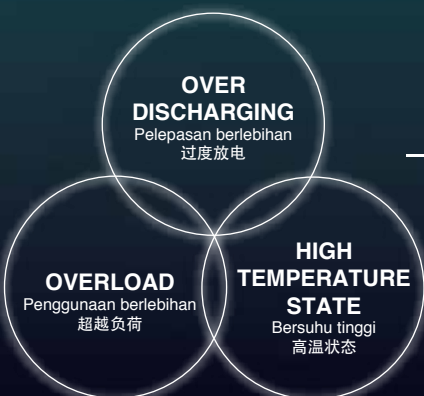 OVER
DISCHARGING
Pelepasan berlebihan
过度放电
OVERLOAD
Penggunaan berlebihan
超越负荷
HIGH
TEMPERATURE
STATE
Bersuhu tinggi
高温状态